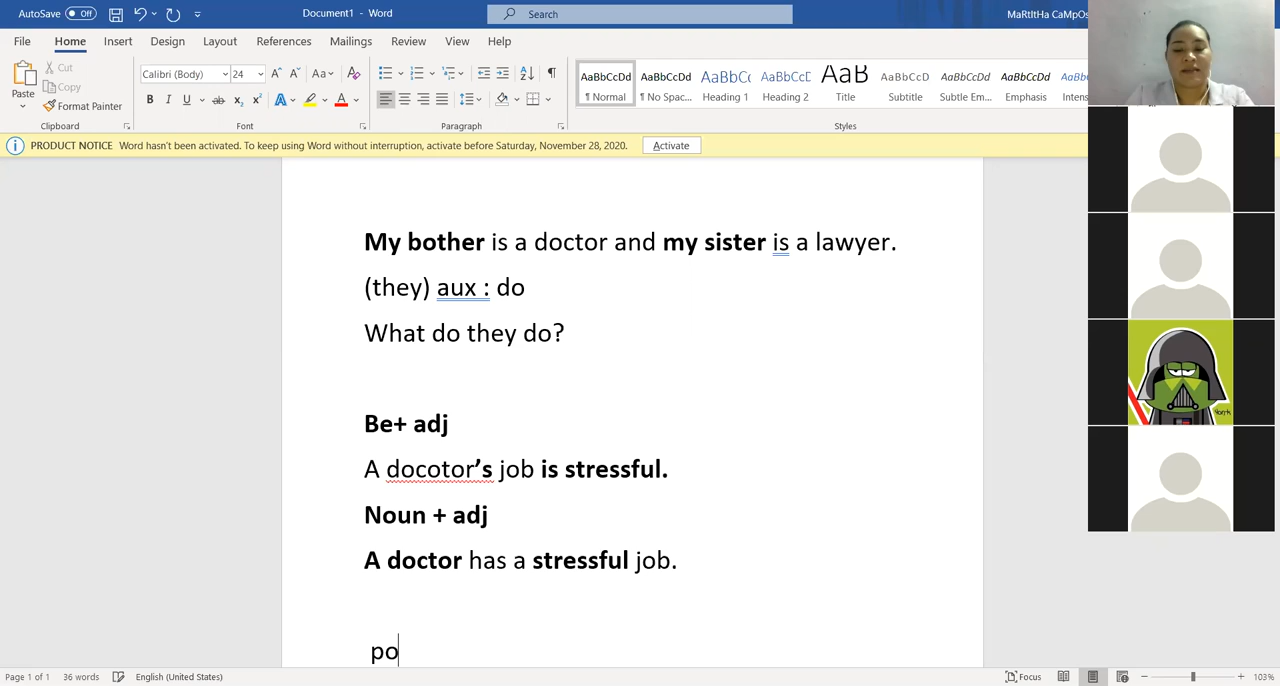 AutoSave Off Document1 - Word Search MaRtItHa CaMpOs
File Home Insert Design Layout References Mailings Review View Help
Paste Cut Copy Format Painter
Calibri (Body) 24
AaBbCcDd AaBbCcDd AaBbCc AaBbCcE AaB AaBbCcD AaBbCcDd AaBbCcDd AaBb
¶ Normal ¶ No Spac... Heading 1 Heading 2 Title Subtitle Subtle Em... Emphasis Intens
Clipboard Font Paragraph Styles
PRODUCT NOTICE Word hasn't been activated. To keep using Word without interruption, activate before Saturday, November 28, 2020. Activate
My bother is a doctor and my sister is a lawyer.
(they) aux : do
What do they do?
Be+ adj
A docotor’s job is stressful.
Noun + adj
A doctor has a stressful job.
po
Page 1 of 1 36 words English (United States) Focus 103%